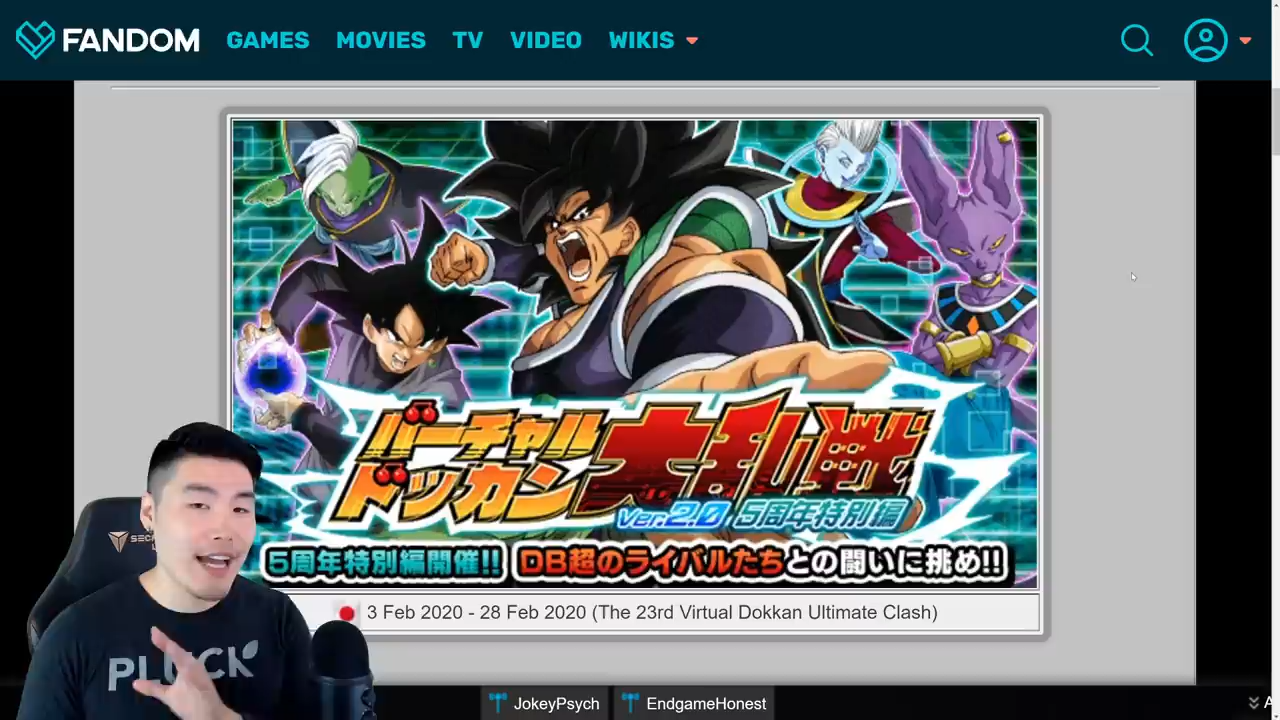 FANDOM GAMES MOVIES TV VIDEO WIKIS
バーチャル
ドッカン大乱戦
Ver.2.0 5周年特別編
5周年特別編開催!! DB超のライバルたちとの闘いに挑め!!
3 Feb 2020 - 28 Feb 2020 (The 23rd Virtual Dokkan Ultimate Clash)
PLUCK
JokeyPsych EndgameHonest